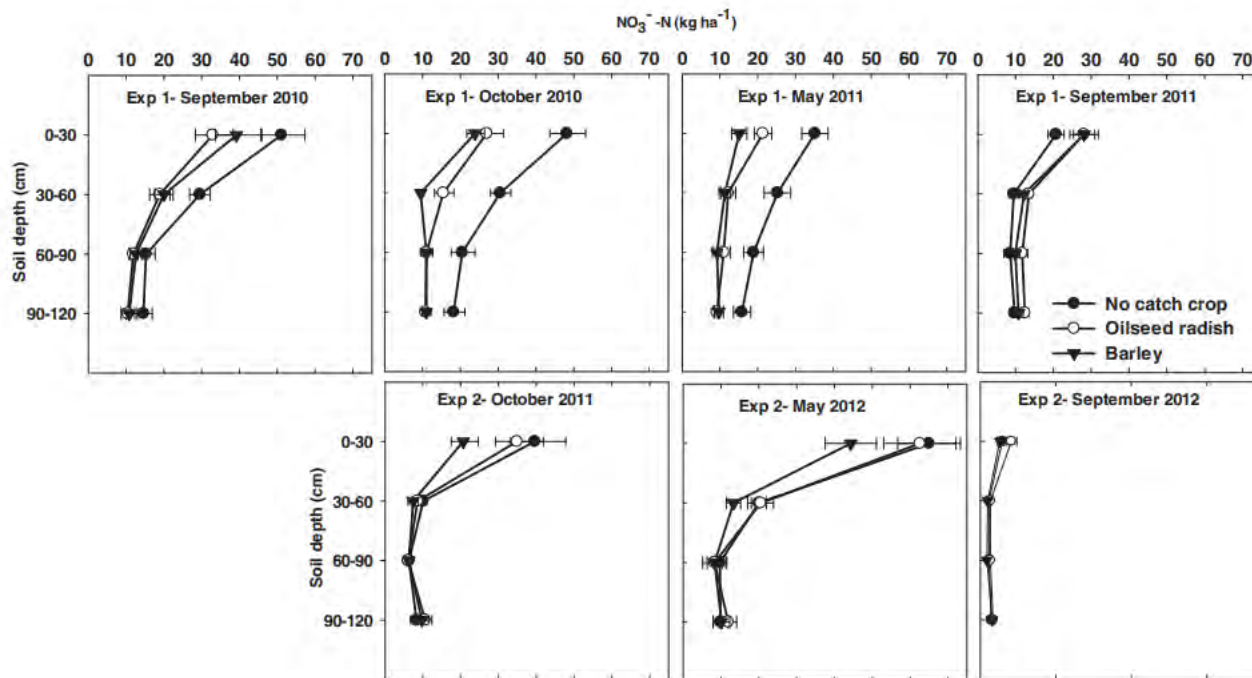 NO₃⁻ -N (kg ha⁻¹)
0 10 20 30 40 50 60 70 0 10 20 30 40 50 60 70 0 10 20 30 40 50 60 70 0 10 20 30 40 50 60 70
Exp 1- September 2010
Exp 1- October 2010
Exp 1- May 2011
Exp 1- September 2011
Soil depth (cm)
0-30
30-60
60-90
90-120
No catch crop
Oilseed radish
Barley
Exp 2- October 2011
Exp 2- May 2012
Exp 2- September 2012
Soil depth (cm)
0-30
30-60
60-90
90-120